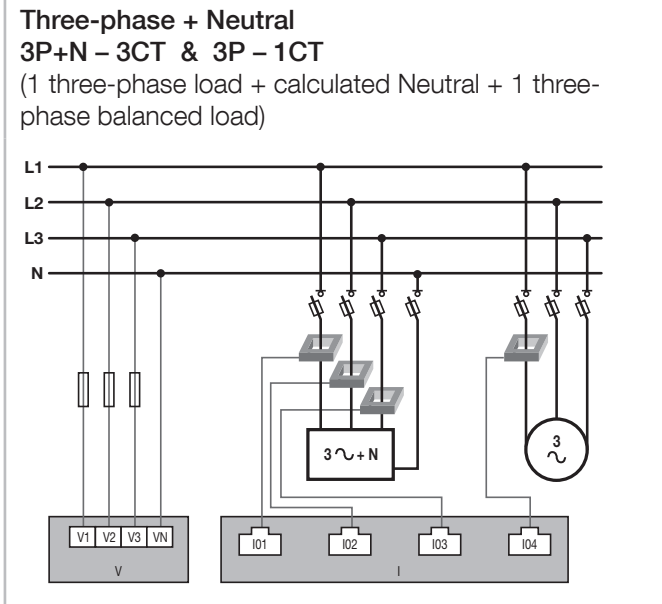 Three-phase + Neutral
3P+N – 3CT & 3P – 1CT
(1 three-phase load + calculated Neutral + 1 three-
phase balanced load)
L1
L2
L3
N
3 ∿ + N
3
∿
V1 V2 V3 VN
V
I01 I02 I03 I04
I